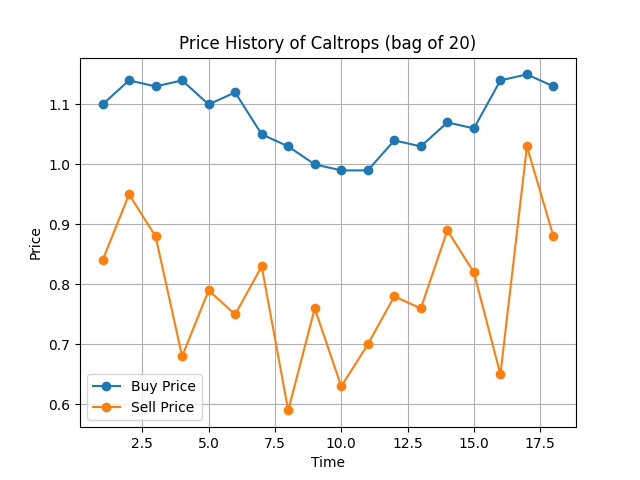 Price History of Caltrops (bag of 20)
Price
1.1
1.0
0.9
0.8
0.7
0.6
Buy Price
Sell Price
2.5 5.0 7.5 10.0 12.5 15.0 17.5
Time